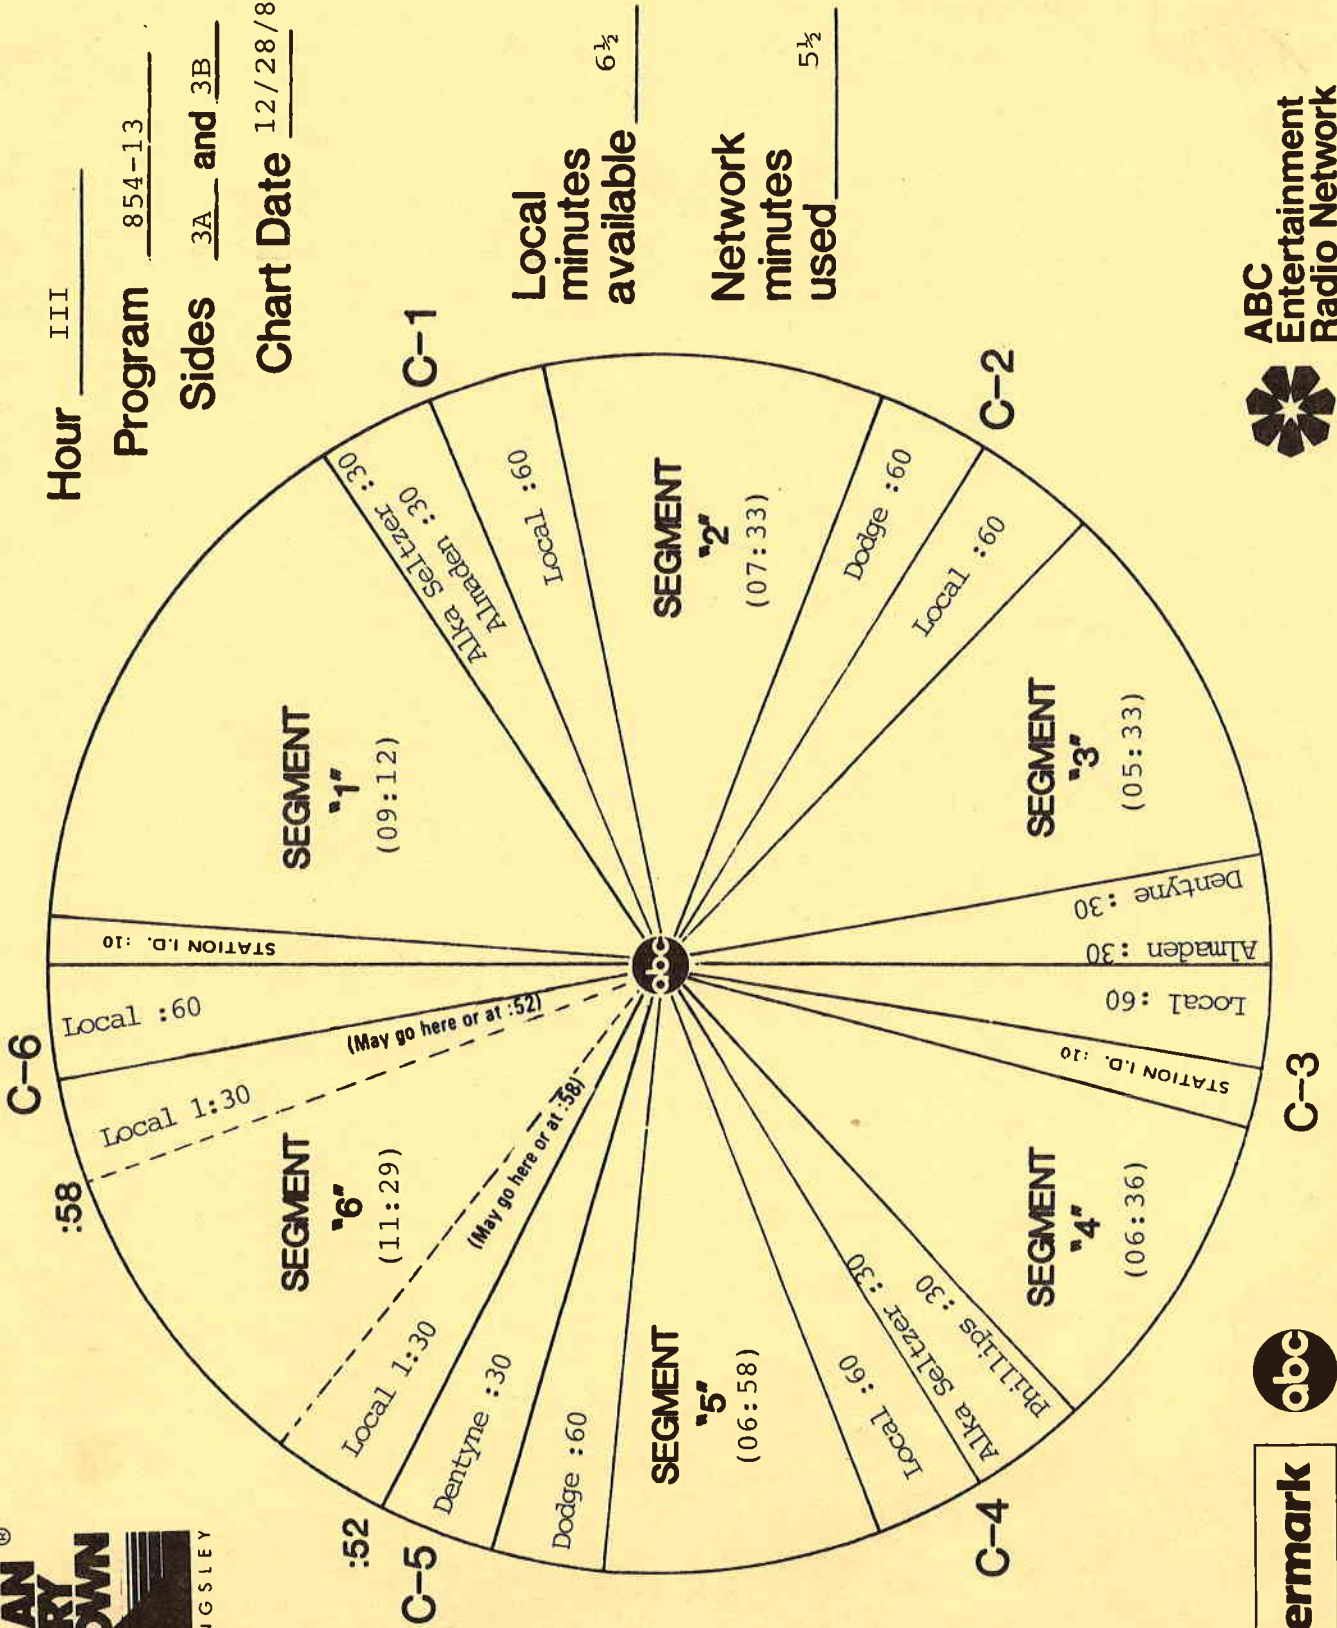 Hour III
Program 854-13
Sides 3A and 3B
Chart Date 12/28/8
Local
minutes
available 6½
Network
minutes
used 5½
C-6
Local :60
STATION I.D. :10
SEGMENT
"1"
(09:12)
Alka Seltzer :30
Almaden :30
C-1
Local :60
SEGMENT
"2"
(07:33)
Dodge :60
C-2
Local :60
SEGMENT
"3"
(05:33)
Dentyne :30
Almaden :30
Local :60
C-3
STATION I.D. :10
SEGMENT
"4"
(06:36)
Phillips :30
Alka Seltzer :30
C-4
Local :60
SEGMENT
"5"
(06:58)
Dodge :60
C-5
Dentyne :30
:52
Local 1:30
(May go here or at :58)
SEGMENT
"6"
(11:29)
:58
Local 1:30
(May go here or at :52)
abc
ABC
Entertainment
Radio Network
abc
ermark
AN ®
RY
OWN
NGSLEY